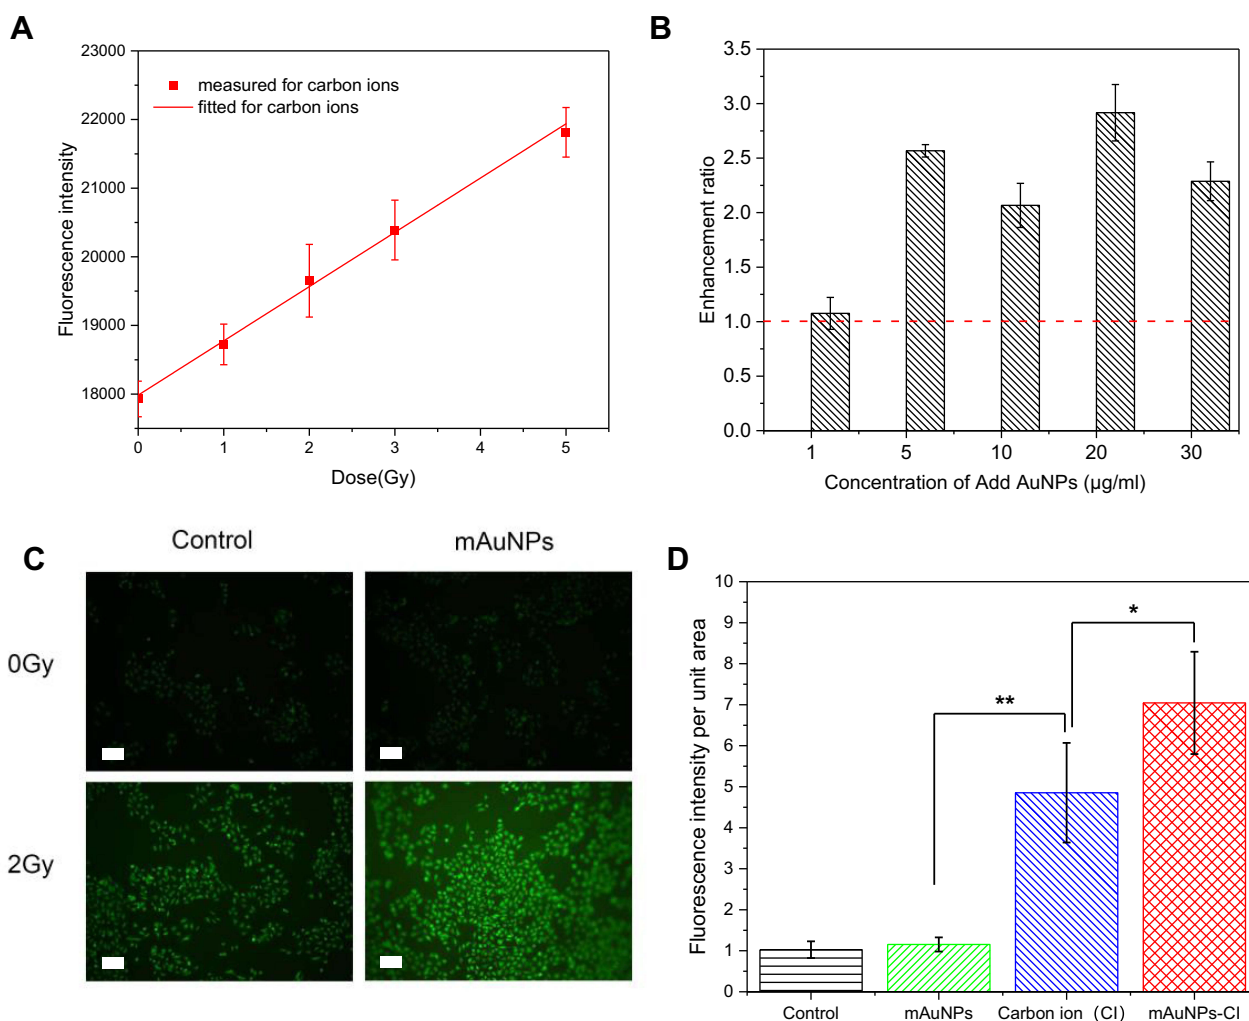 A
23000
22000
21000
20000
19000
18000
Fluorescence intensity
measured for carbon ions
fitted for carbon ions
0 1 2 3 4 5
Dose(Gy)
B
3.5
3.0
2.5
2.0
1.5
1.0
0.5
0.0
Enhancement ratio
1 5 10 20 30
Concentration of Add AuNPs (μg/ml)
C
Control mAuNPs
0Gy
2Gy
D
10
9
8
7
6
5
4
3
2
1
0
Fluorescence intensity per unit area
*
**
Control mAuNPs Carbon ion (CI) mAuNPs-CI